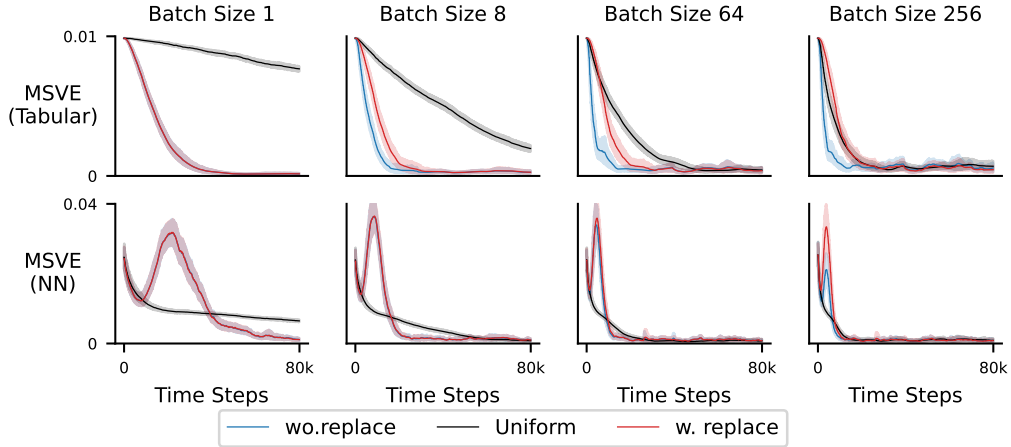 Batch Size 1 Batch Size 8 Batch Size 64 Batch Size 256
0.01
MSVE
(Tabular)
0
0.04
MSVE
(NN)
0
0 80k 0 80k 0 80k 0 80k
Time Steps Time Steps Time Steps Time Steps
wo.replace Uniform w. replace